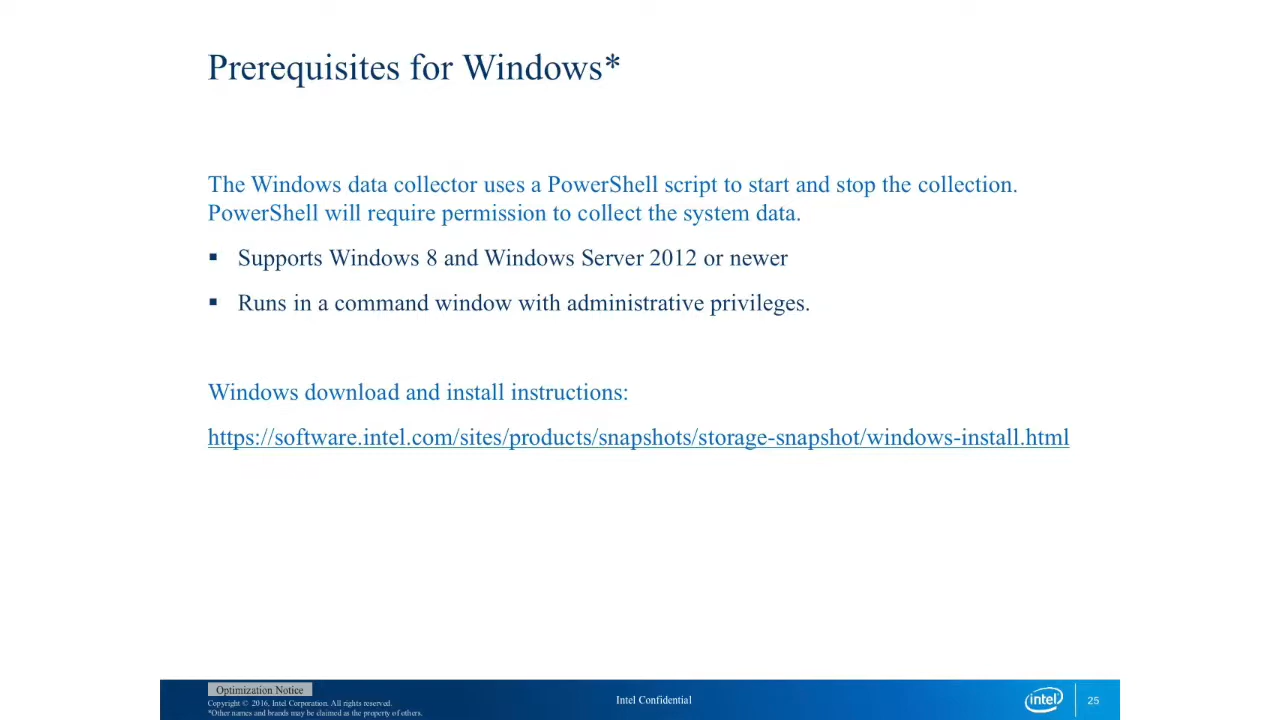 Prerequisites for Windows*
The Windows data collector uses a PowerShell script to start and stop the collection.
PowerShell will require permission to collect the system data.
▪ Supports Windows 8 and Windows Server 2012 or newer
▪ Runs in a command window with administrative privileges.
Windows download and install instructions:
https://software.intel.com/sites/products/snapshots/storage-snapshot/windows-install.html
Optimization Notice
Copyright © 2016, Intel Corporation. All rights reserved.
*Other names and brands may be claimed as the property of others.
Intel Confidential
intel
25